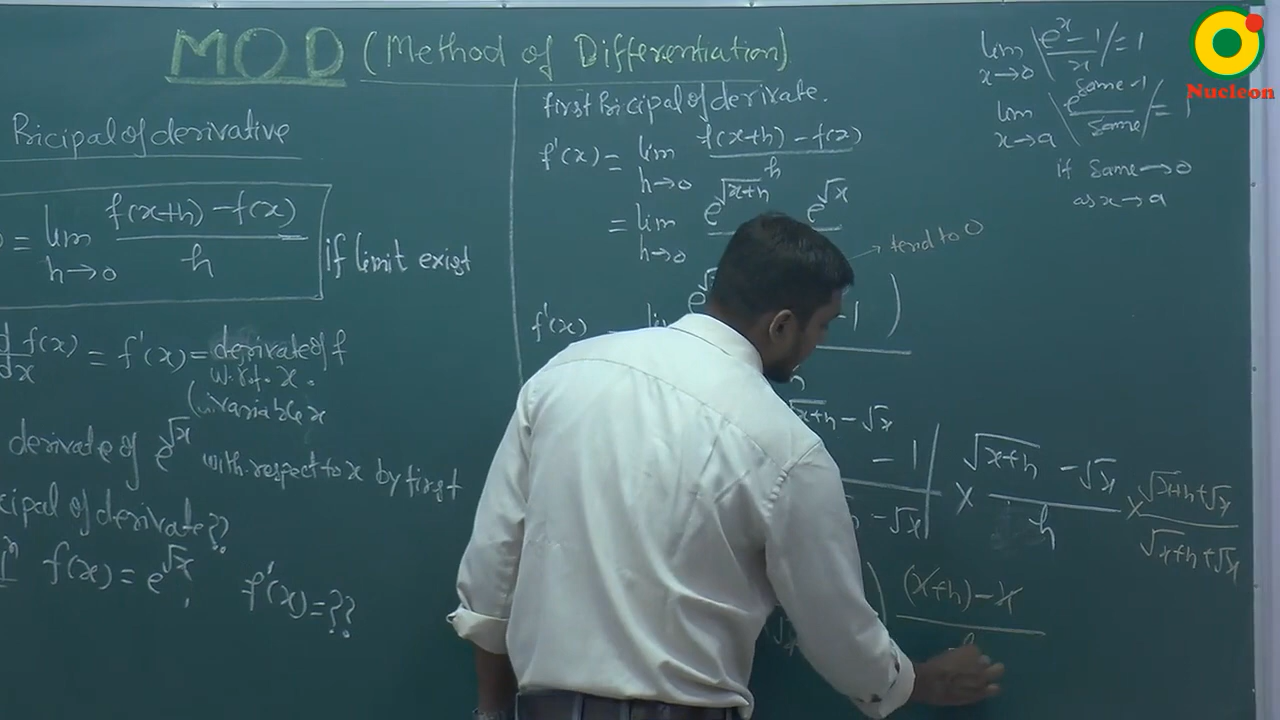 MOD (Method of Differentiation)
Pricipal of derivative
= lim h→0 f(x+h) - f(x) / h
if limit exist
d/dx f(x) = f'(x) = derivate of f
w.r.t. x.
variable x
derivate of e^√x with respect to x by first
cipal of derivate??
f(x) = e^√x, f'(x) = ??
first Pricipal of derivate.
f'(x) = lim h→0 f(x+h) - f(x) / h
= lim h→0 e^√x+h e^√x
tend to 0
f'(x)
-1 )
√x+h - √x
- 1
- √x
× √x+h - √x / h × √x+h + √x / √x+h + √x
(x+h) - x
lim x→0 | e^x - 1 / x | = 1
lim x→a | e^same - 1 / same | = 1
if same → 0
as x → a
Nucleon